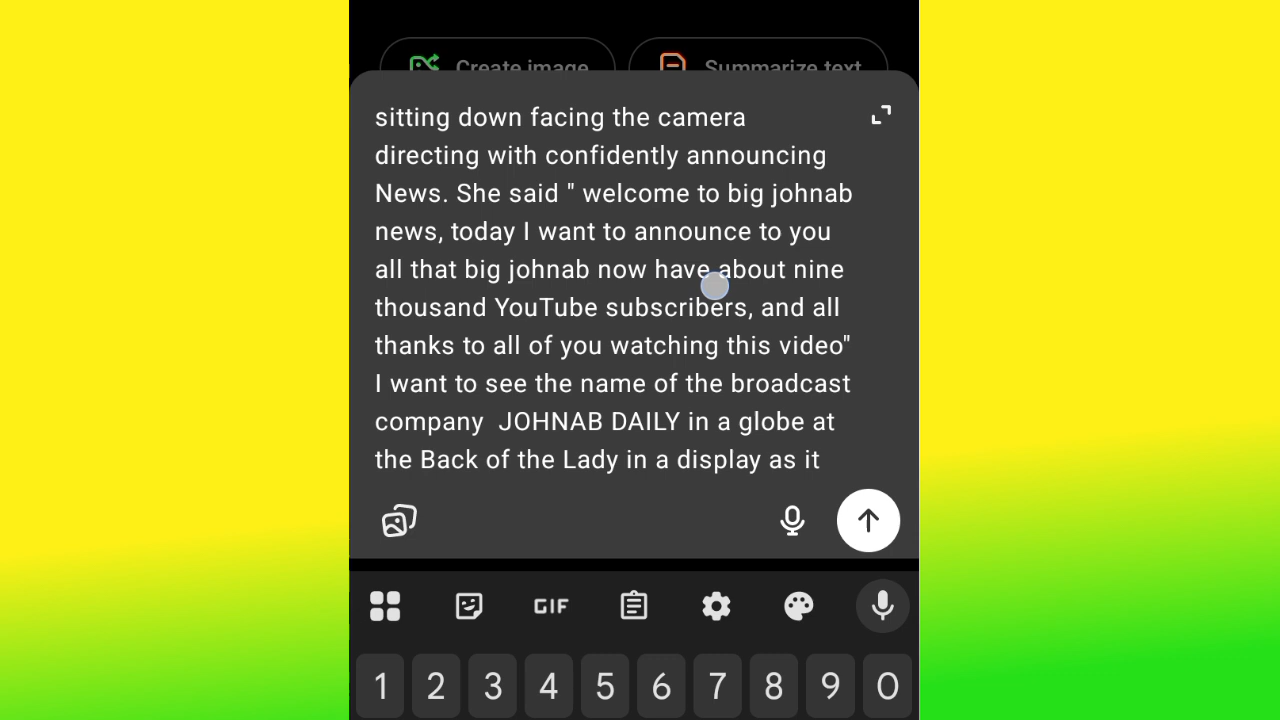 Create image Summarize text
sitting down facing the camera
directing with confidently announcing
News. She said " welcome to big johnab
news, today I want to announce to you
all that big johnab now have about nine
thousand YouTube subscribers, and all
thanks to all of you watching this video"
I want to see the name of the broadcast
company  JOHNAB DAILY in a globe at
the Back of the Lady in a display as it
GIF
1 2 3 4 5 6 7 8 9 0